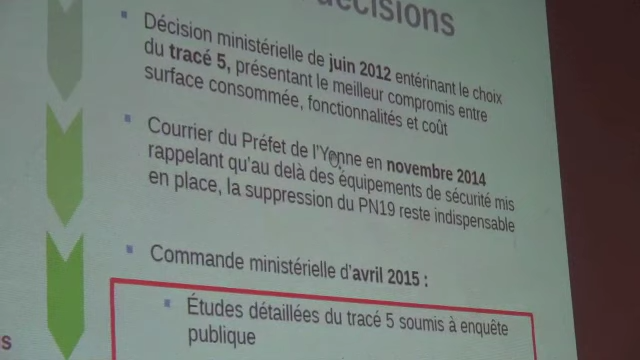 décisions
Décision ministérielle de juin 2012 entérinant le choix
du tracé 5, présentant le meilleur compromis entre
surface consommée, fonctionnalités et coût
Courrier du Préfet de l'Yonne en novembre 2014
rappelant qu'au delà des équipements de sécurité mis
en place, la suppression du PN19 reste indispensable
Commande ministérielle d'avril 2015 :
Études détaillées du tracé 5 soumis à enquête
publique